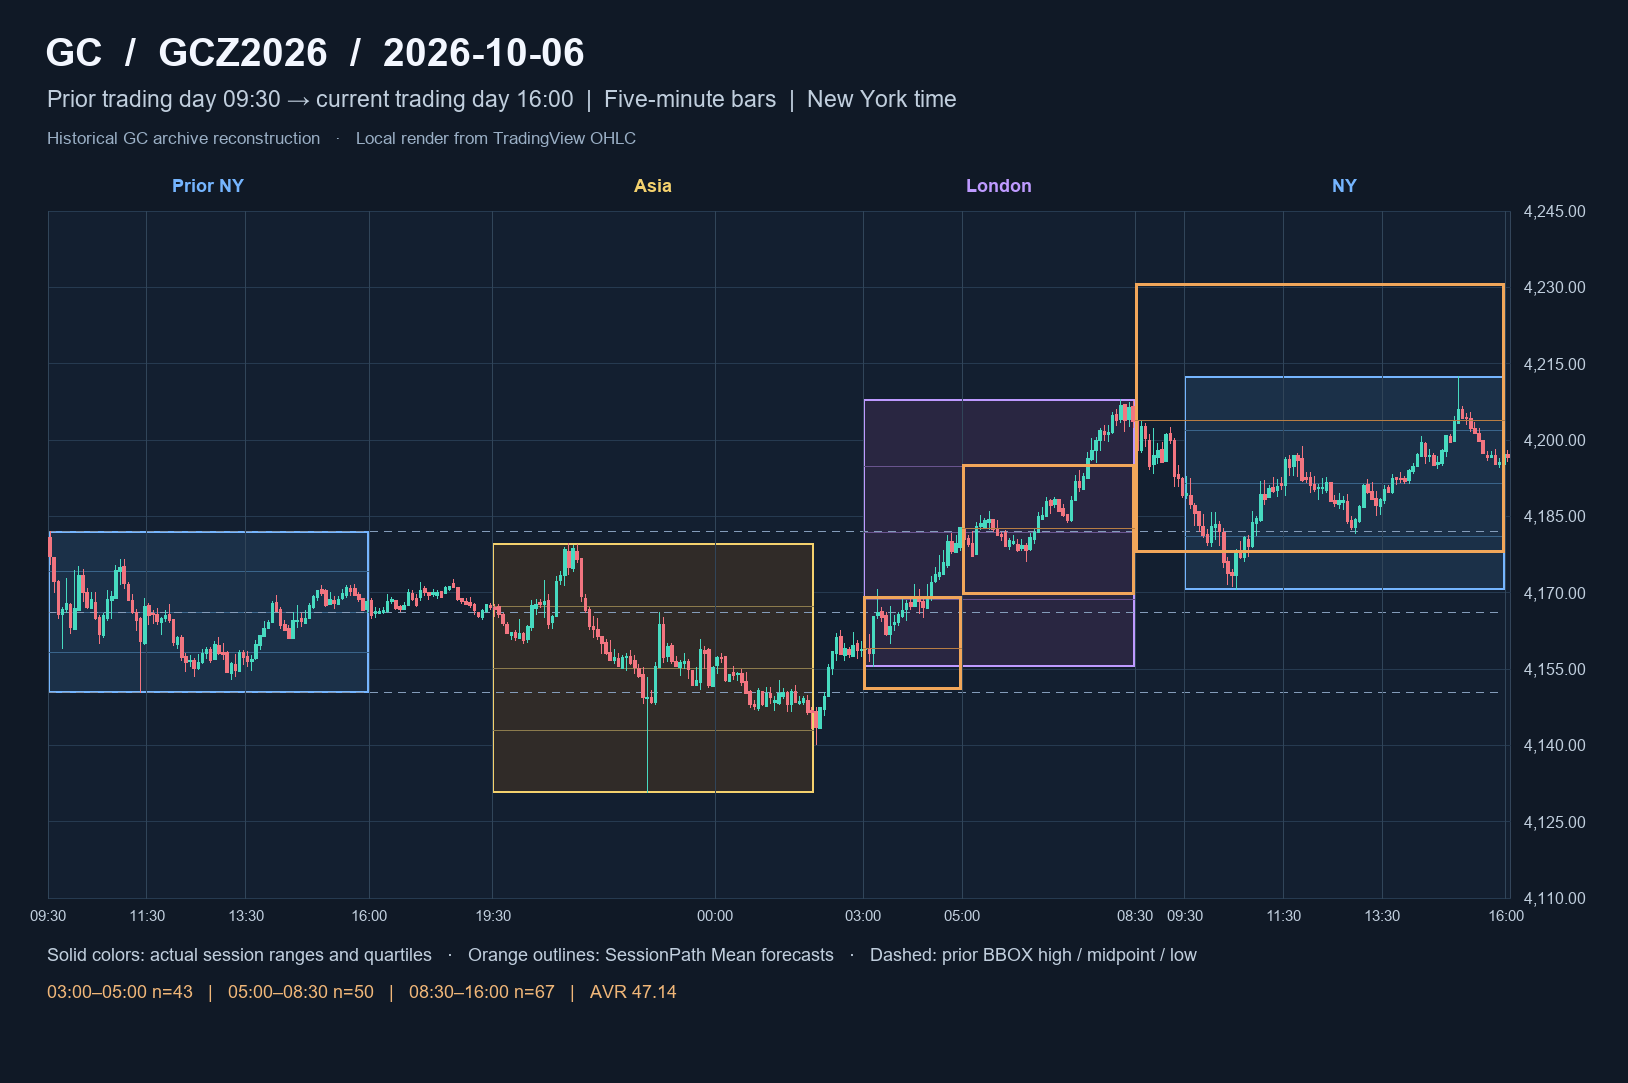 GC / GCZ2026 / 2026-10-06
Prior trading day 09:30 → current trading day 16:00 | Five-minute bars | New York time
Historical GC archive reconstruction · Local render from TradingView OHLC
Prior NY Asia London NY
4,245.00
4,230.00
4,215.00
4,200.00
4,185.00
4,170.00
4,155.00
4,140.00
4,125.00
4,110.00
09:30 11:30 13:30 16:00 19:30 00:00 03:00 05:00 08:30 09:30 11:30 13:30 16:00
Solid colors: actual session ranges and quartiles · Orange outlines: SessionPath Mean forecasts · Dashed: prior BBOX high / midpoint / low
03:00–05:00 n=43 | 05:00–08:30 n=50 | 08:30–16:00 n=67 | AVR 47.14